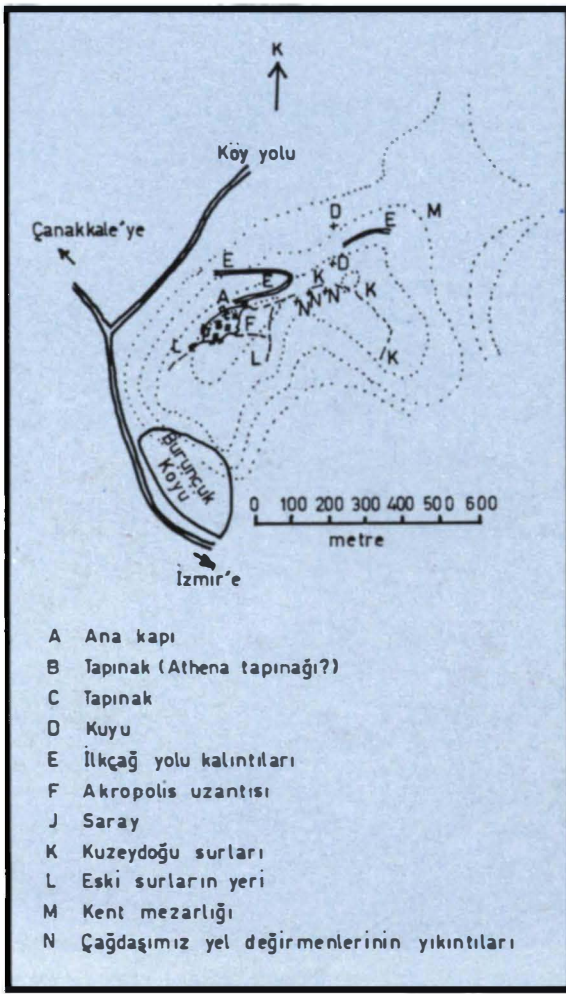 K
Köy yolu
Çanakkale'ye
D
M
E
E
D
E
K
K
A
N N N
F
L
L
K
Burunçuk
Köyü
0 100 200 300 400 500 600
metre
İzmir'e
A Ana kapı
B Tapınak (Athena tapınağı?)
C Tapınak
D Kuyu
E İlkçağ yolu kalıntıları
F Akropolis uzantısı
J Saray
K Kuzeydoğu surları
L Eski surların yeri
M Kent mezarlığı
N Çağdaşımız yel değirmenlerinin yıkıntıları